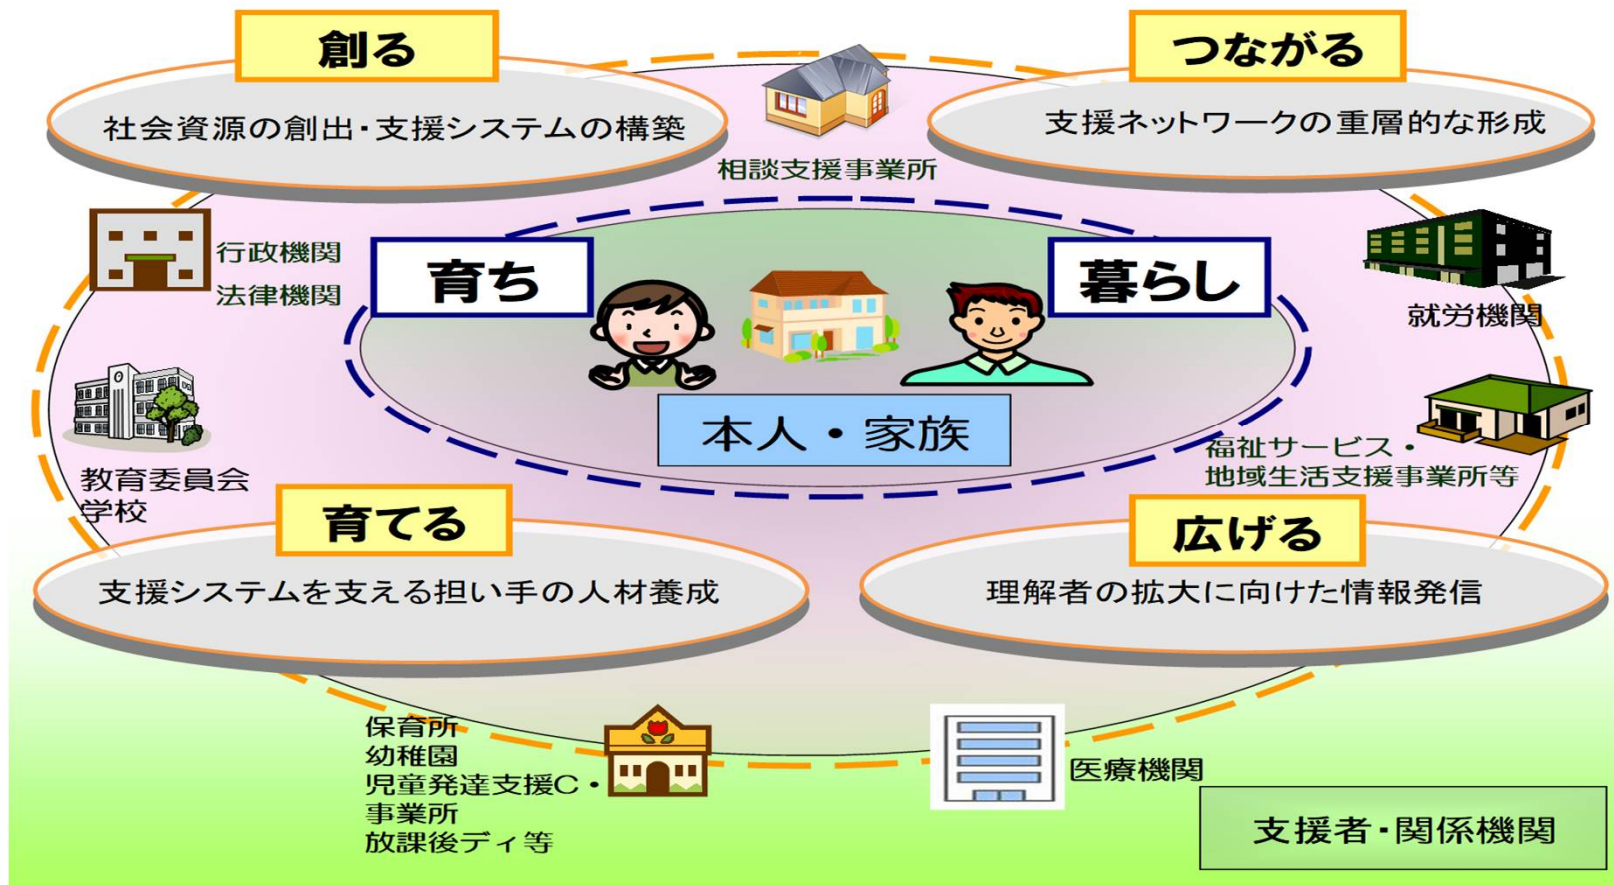 創る
社会資源の創出・支援システムの構築
つながる
支援ネットワークの重層的な形成
相談支援事業所
行政機関
法律機関
育ち
暮らし
就労機関
本人・家族
教育委員会
学校
福祉サービス・
地域生活支援事業所等
育てる
支援システムを支える担い手の人材養成
広げる
理解者の拡大に向けた情報発信
保育所
幼稚園
児童発達支援C・
事業所
放課後ディ等
医療機関
支援者・関係機関